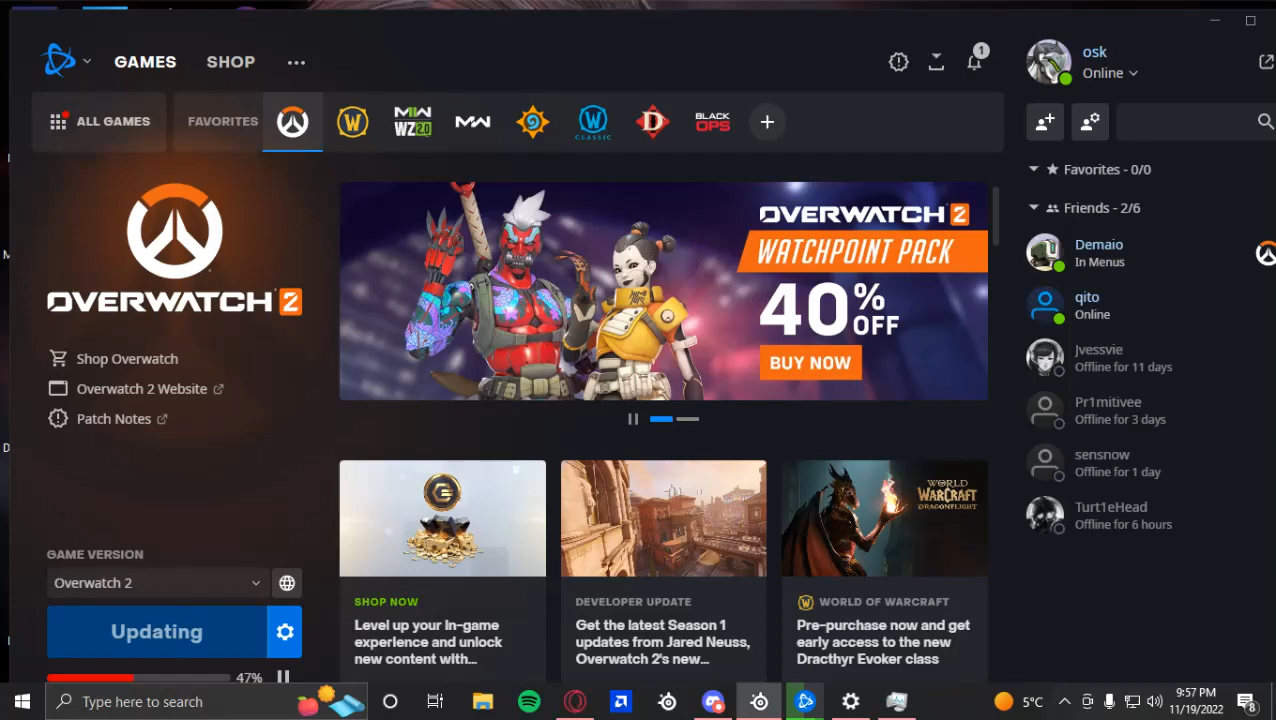 GAMES
SHOP
1
osk
Online
ALL GAMES
FAVORITES
W
MWII
WZ2.0
MW
W
CLASSIC
D
BLACK
OPS
OVERWATCH 2
Shop Overwatch
Overwatch 2 Website
Patch Notes
GAME VERSION
Overwatch 2
Updating
47%
OVERWATCH 2
WATCHPOINT PACK
40% OFF
BUY NOW
SHOP NOW
Level up your In-game
experience and unlock
new content with...
DEVELOPER UPDATE
Get the latest Season 1
updates from Jared Neuss,
Overwatch 2's new...
WORLD OF WARCRAFT
DRAGONFLIGHT
WORLD OF WARCRAFT
Pre-purchase now and get
early access to the new
Dracthyr Evoker class
Favorites - 0/0
Friends - 2/6
Demaio
In Menus
qito
Online
Jvessvie
Offline for 11 days
Pr1mitivee
Offline for 3 days
sensnow
Offline for 1 day
Turt1eHead
Offline for 6 hours
Type here to search
5°C
9:57 PM
11/19/2022
8